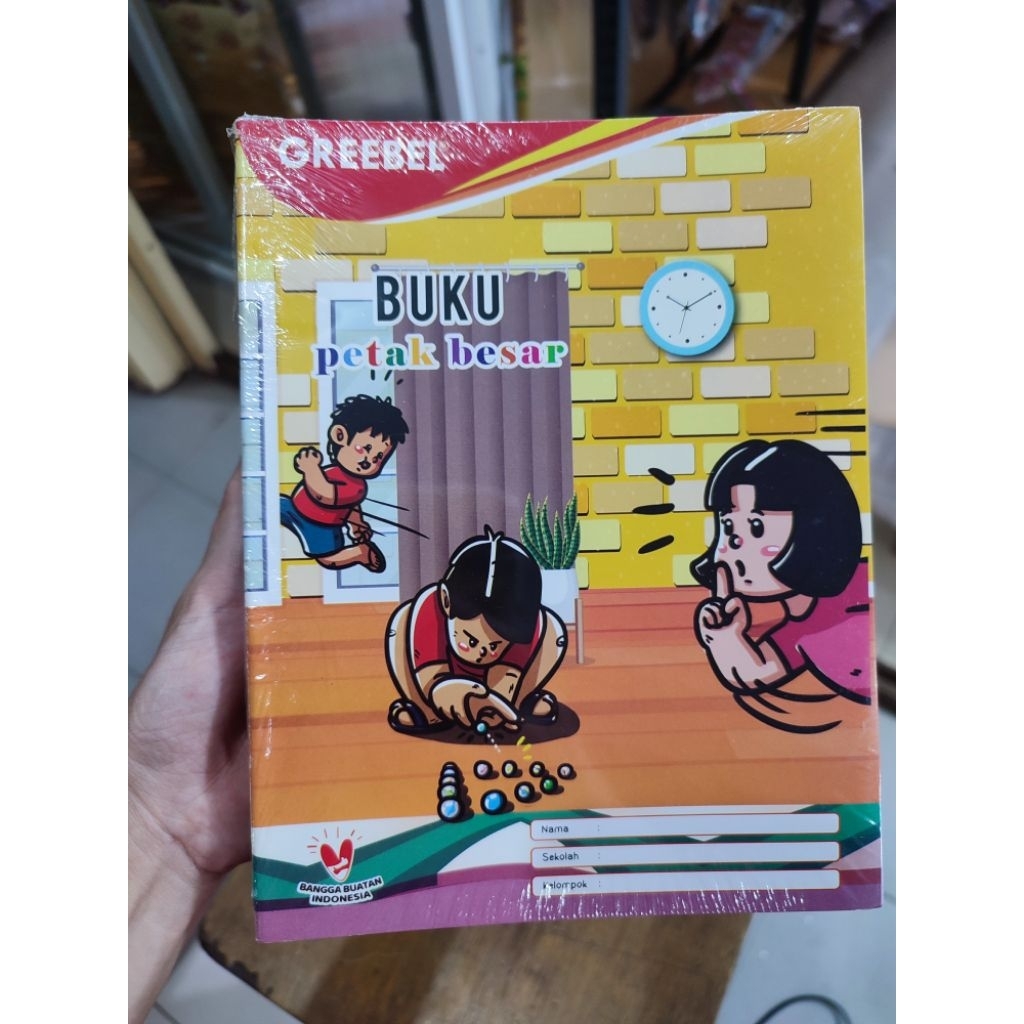 GREEBEL
BUKU
petak besar
Nama :
Sekolah :
Kelompok :
BANGGA BUATAN
INDONESIA